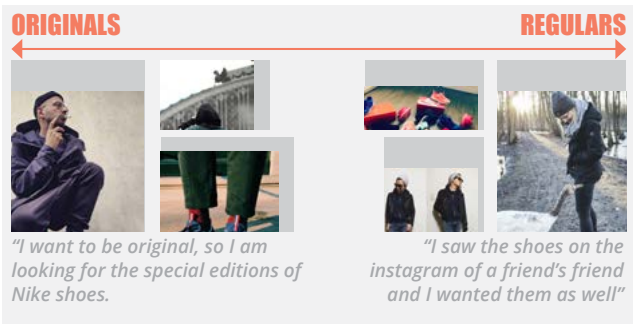 ORIGINALS
REGULARS
“I want to be original, so I am
looking for the special editions of
Nike shoes.
“I saw the shoes on the
instagram of a friend’s friend
and I wanted them as well”